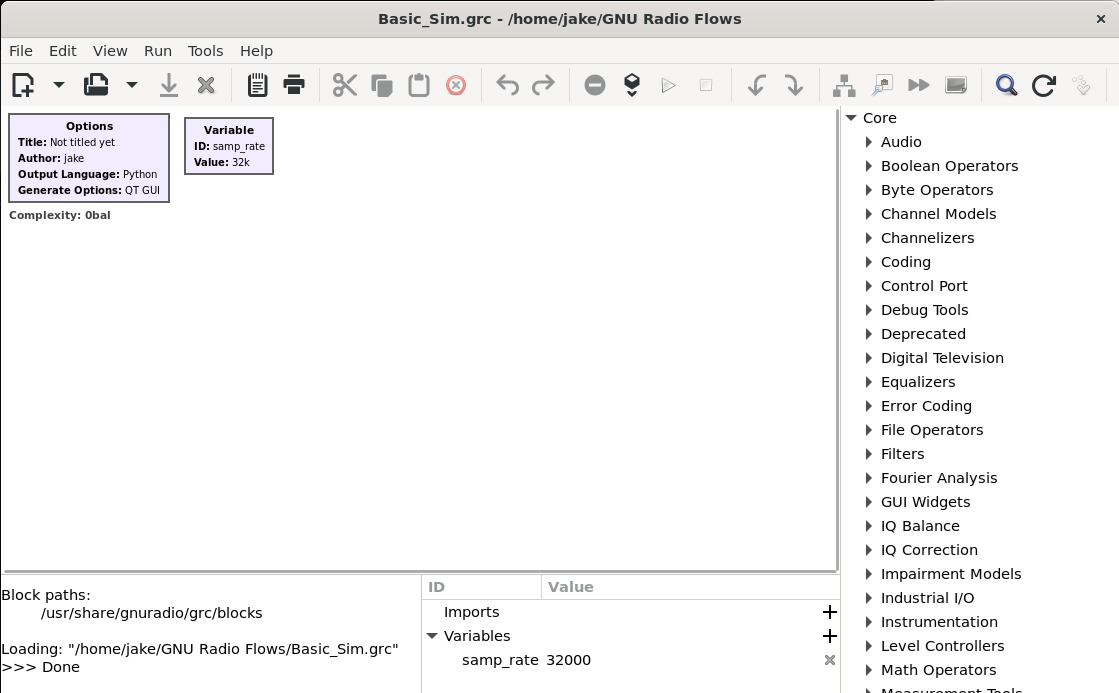 Basic_Sim.grc - /home/jake/GNU Radio Flows
File Edit View Run Tools Help
Options
Title: Not titled yet
Author: jake
Output Language: Python
Generate Options: QT GUI
Variable
ID: samp_rate
Value: 32k
Complexity: 0bal
Core
Audio
Boolean Operators
Byte Operators
Channel Models
Channelizers
Coding
Control Port
Debug Tools
Deprecated
Digital Television
Equalizers
Error Coding
File Operators
Filters
Fourier Analysis
GUI Widgets
IQ Balance
IQ Correction
Impairment Models
Industrial I/O
Instrumentation
Level Controllers
Math Operators
Measurement Tools
Block paths:
/usr/share/gnuradio/grc/blocks
Loading: "/home/jake/GNU Radio Flows/Basic_Sim.grc"
>>> Done
ID Value
Imports
Variables
samp_rate 32000